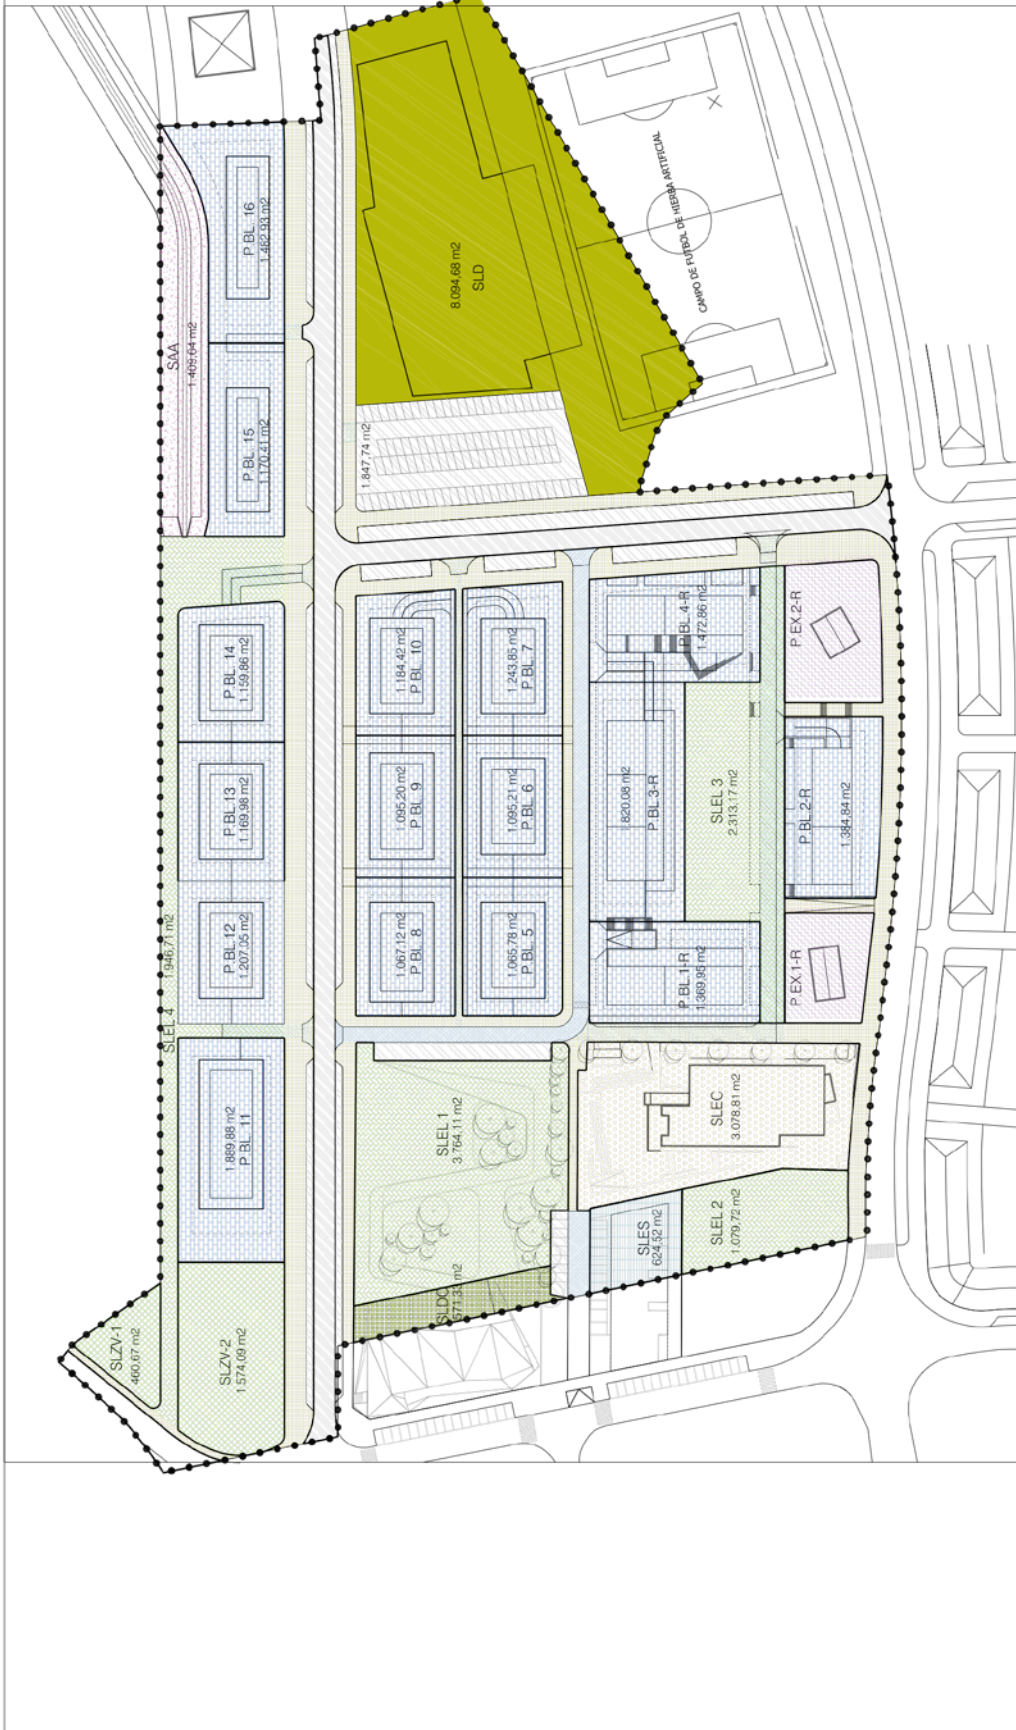 P.BL. 16
1.462,93 m2
SAA
1.409,64 m2
P.BL. 15
1.170,41 m2
8.094,68 m2
SLD
CAMPO DE FUTBOL DE HIERBA ARTIFICIAL
1.847,74 m2
P.BL. 14
1.159,86 m2
P.BL.13
1.169,98 m2
P.BL. 12
1.207,05 m2
SLEL 4
1.946,71 m2
1.889,88 m2
P.BL. 11
1.184,42 m2
P.BL. 10
1.243,85 m2
P.BL. 7
1.095,20 m2
P.BL. 9
1.095,21 m2
P.BL. 6
1.067,12 m2
P.BL. 8
1.065,78 m2
P.BL. 5
P.BL. 4-R
1.472,86 m2
P.EX.2-R
1.820,08 m2
P.BL 3-R
SLEL 3
2.313,17 m2
P.BL. 2-R
1.384,84 m2
P.BL. 1-R
1.369,95 m2
P.EX.1-R
SLEL 1
3.764,11 m2
SLEC
3.078,81 m2
SLES
624,52 m2
SLEL 2
1.079,72 m2
m2
SLZV-1
460,67 m2
SLZV-2
1.574,09 m2